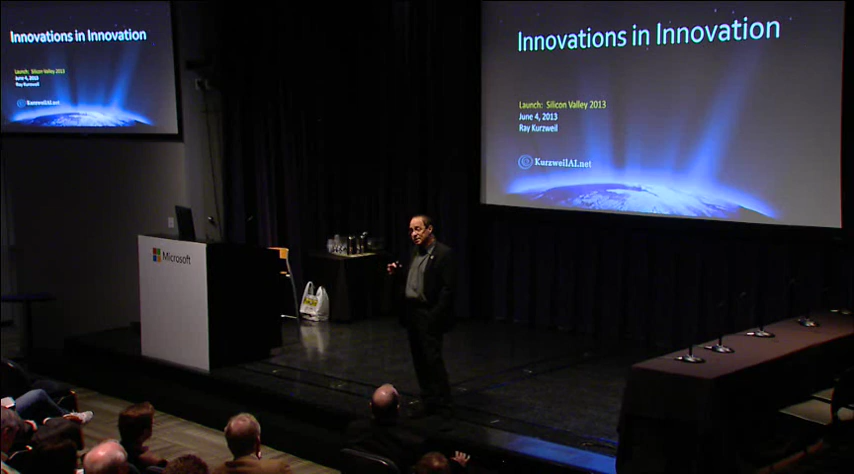 Innovations in Innovation
Launch: Silicon Valley 2013
June 4, 2013
Ray Kurzweil
KurzweilAI.net
Innovations in Innovation
Launch: Silicon Valley 2013
June 4, 2013
Ray Kurzweil
KurzweilAI.net
Microsoft